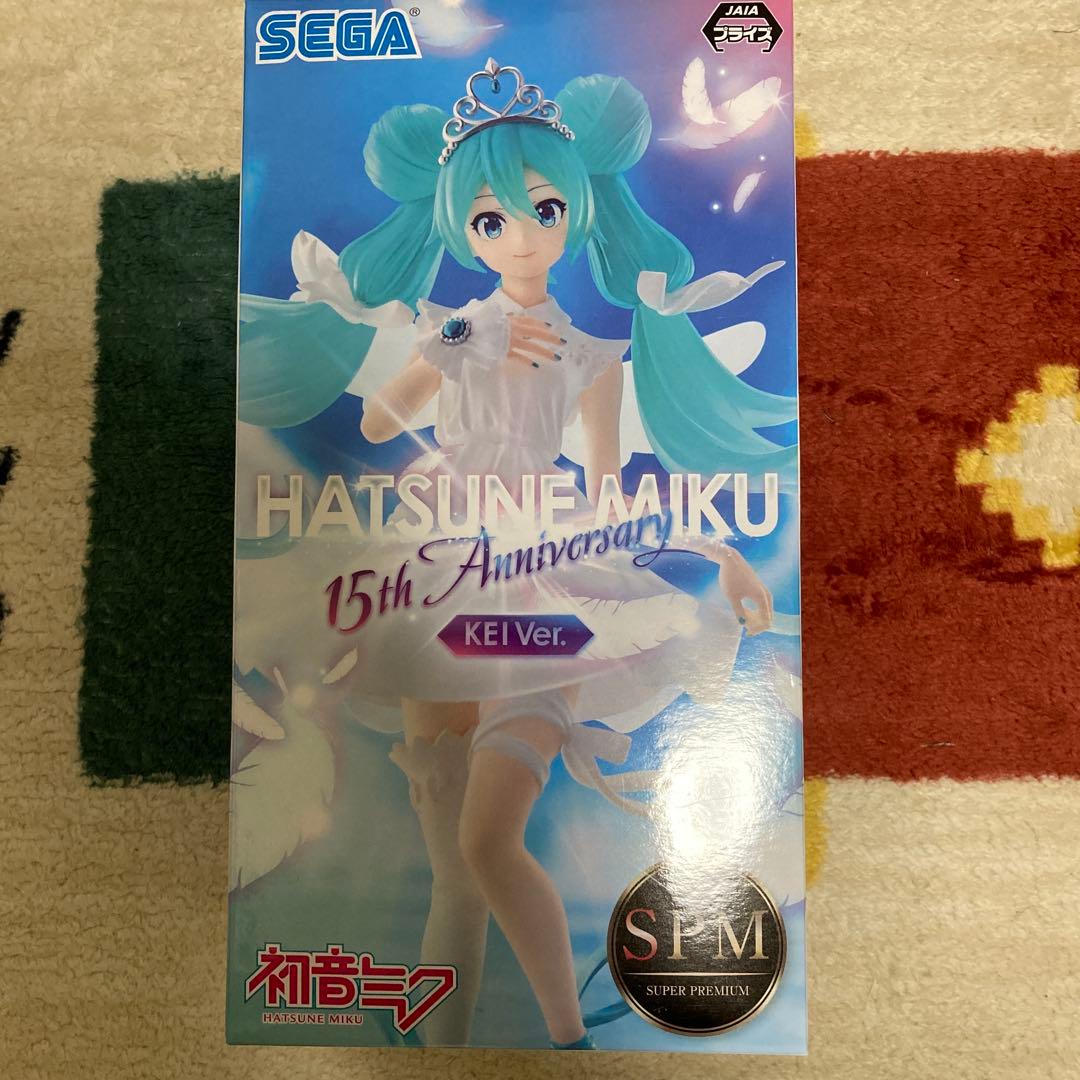 SEGA®
JAIA
プライズ
HATSUNE MIKU
15th Anniversary
KEI Ver.
SPM
SUPER PREMIUM
初音ミク
HATSUNE MIKU